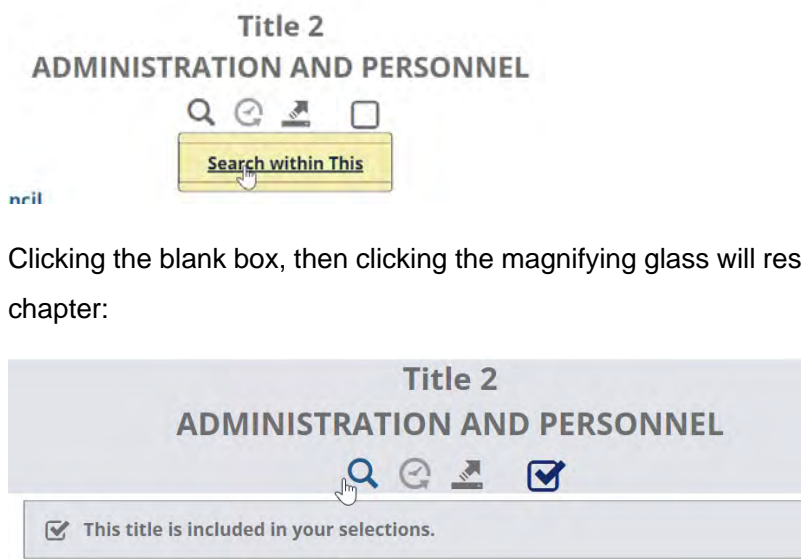 Title 2
ADMINISTRATION AND PERSONNEL
Search within This
Clicking the blank box, then clicking the magnifying glass will
chapter:
Title 2
ADMINISTRATION AND PERSONNEL
This title is included in your selections.